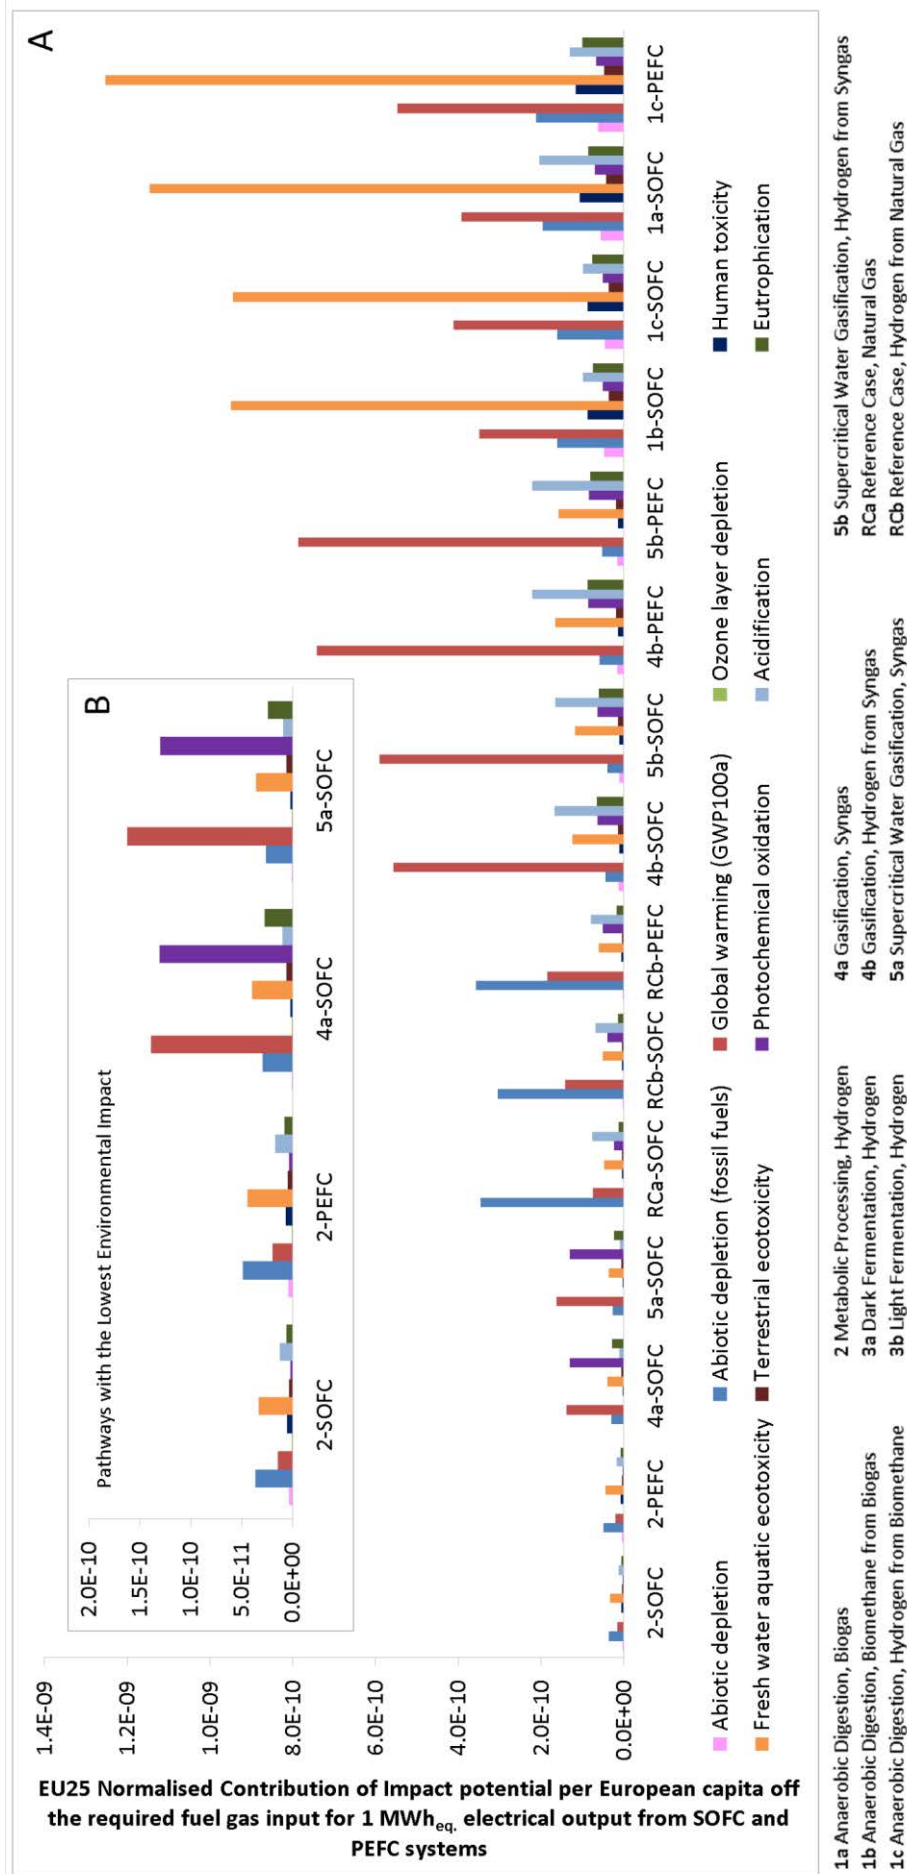 A
EU25 Normalised Contribution of Impact potential per European capita off
the required fuel gas input for 1 MWheq. electrical output from SOFC and
PEFC systems
1.4E-09
1.2E-09
1.0E-09
8.0E-10
6.0E-10
4.0E-10
2.0E-10
0.0E+00
B
Pathways with the Lowest Environmental Impact
2.0E-10
1.5E-10
1.0E-10
5.0E-11
0.0E+00
2-SOFC 2-PEFC 4a-SOFC 5a-SOFC
2-SOFC 2-PEFC 4a-SOFC 5a-SOFC RCa-SOFC RCb-SOFC RCb-PEFC 4b-SOFC 5b-SOFC 4b-PEFC 5b-PEFC 1b-SOFC 1c-SOFC 1a-SOFC 1c-PEFC
Abiotic depletion Abiotic depletion (fossil fuels) Global warming (GWP100a) Ozone layer depletion Human toxicity
Fresh water aquatic ecotoxicity Terrestrial ecotoxicity Photochemical oxidation Acidification Eutrophication
1a Anaerobic Digestion, Biogas
1b Anaerobic Digestion, Biomethane from Biogas
1c Anaerobic Digestion, Hydrogen from Biomethane
2 Metabolic Processing, Hydrogen
3a Dark Fermentation, Hydrogen
3b Light Fermentation, Hydrogen
4a Gasification, Syngas
4b Gasification, Hydrogen from Syngas
5a Supercritical Water Gasification, Syngas
5b Supercritical Water Gasification, Hydrogen from Syngas
RCa Reference Case, Natural Gas
RCb Reference Case, Hydrogen from Natural Gas